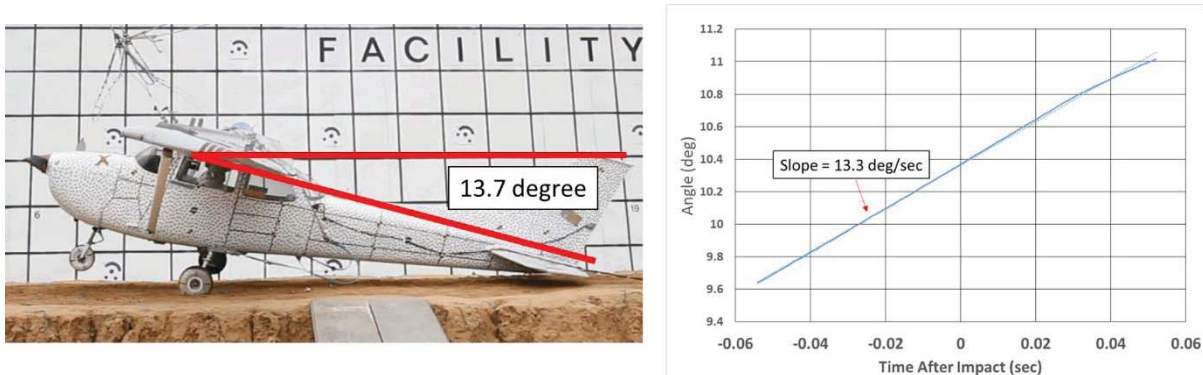 FACILITY
13.7 degree
6
19
11.2
11
10.8
10.6
10.4
10.2
10
9.8
9.6
9.4
Angle (deg)
Slope = 13.3 deg/sec
-0.06 -0.04 -0.02 0 0.02 0.04 0.06
Time After Impact (sec)